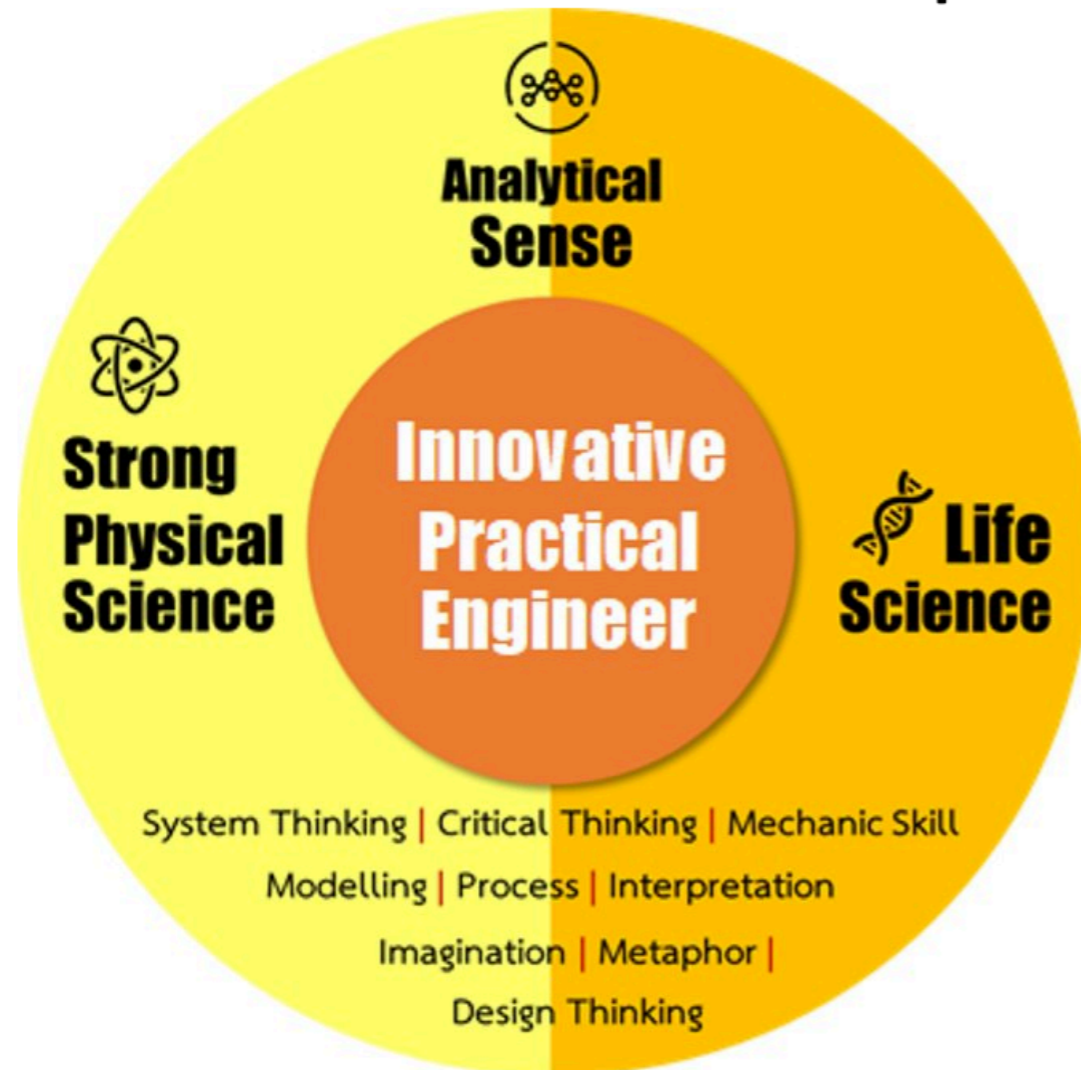 Analytical
Sense
Strong
Physical
Science
Innovative
Practical
Engineer
Life
Science
System Thinking | Critical Thinking | Mechanic Skill
Modelling | Process | Interpretation
Imagination | Metaphor |
Design Thinking